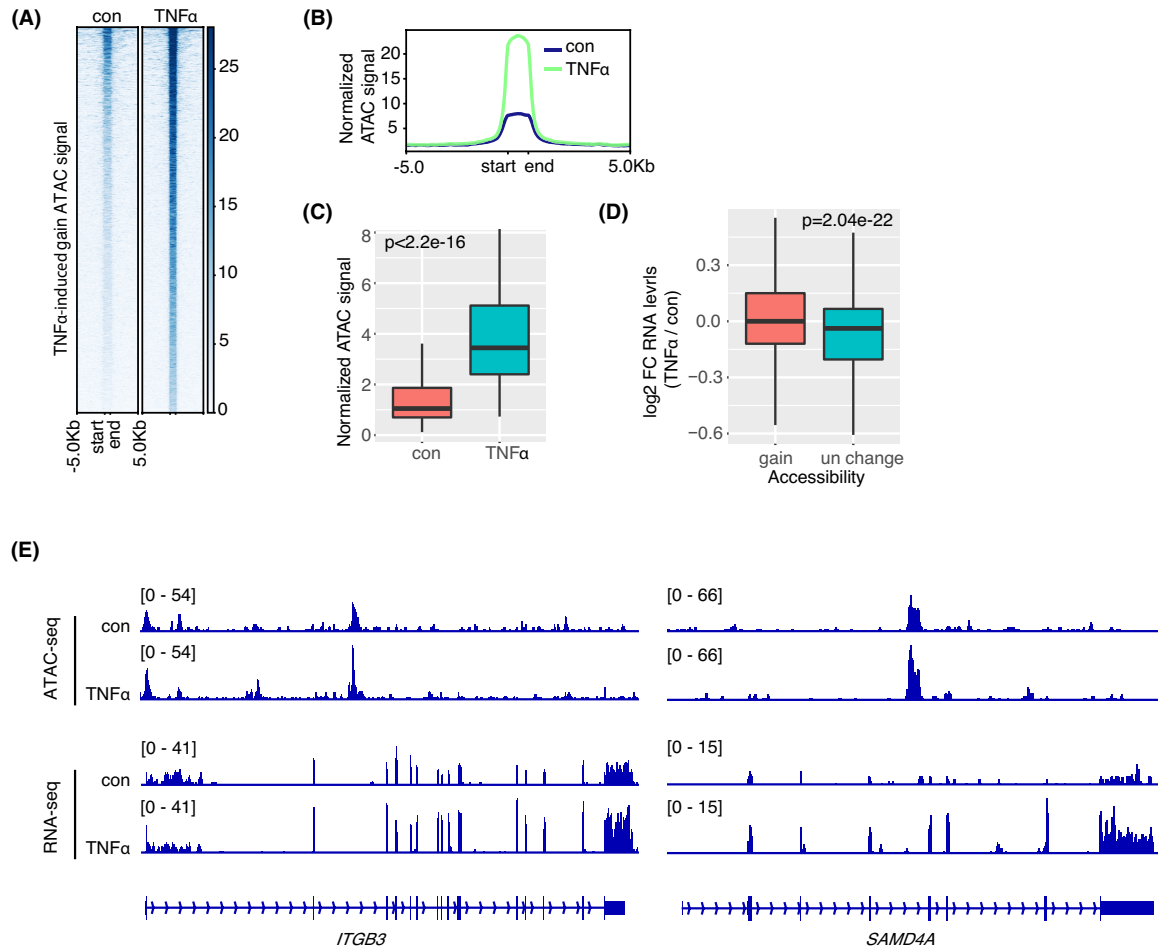 (A)
con TNFα
TNFα-induced gain ATAC signal
25
20
15
10
5
0
-5.0Kb
start
end
5.0Kb
(B)
Normalized
ATAC signal
20
15
10
5
con
TNFα
-5.0 start end 5.0Kb
(C)
Normalized ATAC signal
p<2.2e-16
8
6
4
2
0
con TNFα
(D)
log2 FC RNA levrls
(TNFα / con)
p=2.04e-22
0.3
0.0
−0.3
−0.6
gain un change
Accessibility
(E)
ATAC-seq
con
[0 - 54]
[0 - 66]
TNFα
[0 - 54]
[0 - 66]
RNA-seq
con
[0 - 41]
[0 - 15]
TNFα
[0 - 41]
[0 - 15]
ITGB3
SAMD4A